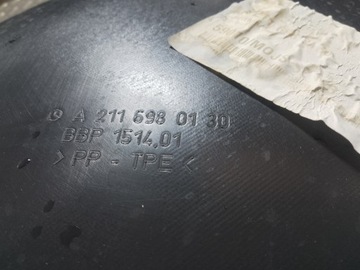 A 211 698 01 30
BBP 1514,01
> PP - TPE <